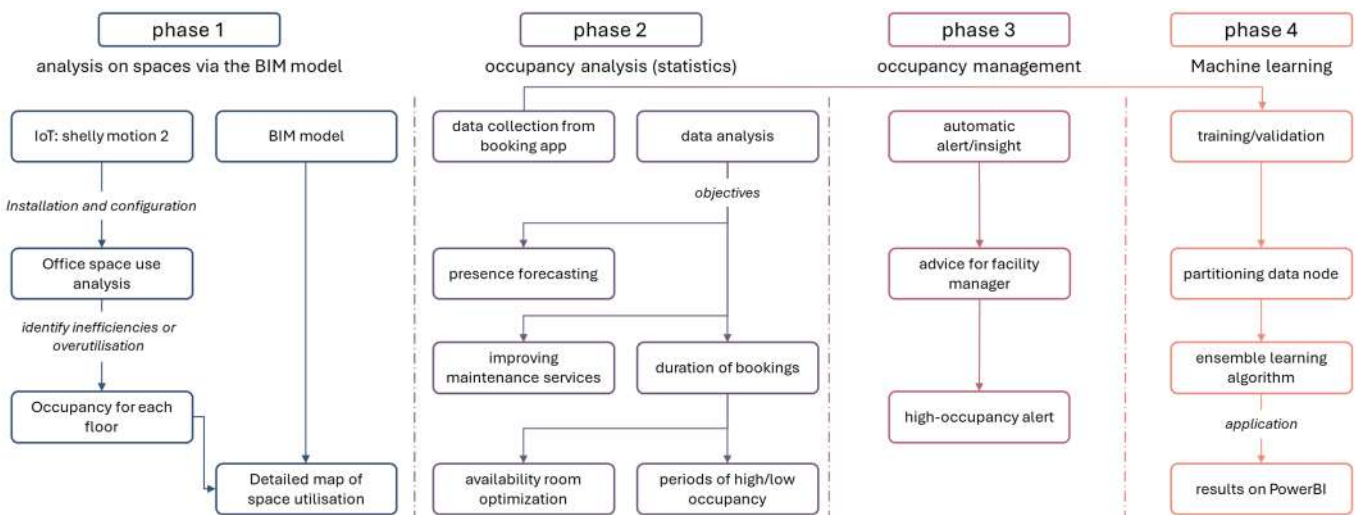 phase 1
analysis on spaces via the BIM model
IoT: shelly motion 2
BIM model
Installation and configuration
Office space use
analysis
identify inefficiencies or
overutilisation
Occupancy for each
floor
Detailed map of
space utilisation
phase 2
occupancy analysis (statistics)
data collection from
booking app
data analysis
objectives
presence forecasting
improving
maintenance services
duration of bookings
availability room
optimization
periods of high/low
occupancy
phase 3
occupancy management
automatic
alert/insight
advice for facility
manager
high-occupancy alert
phase 4
Machine learning
training/validation
partitioning data node
ensemble learning
algorithm
application
results on PowerBI